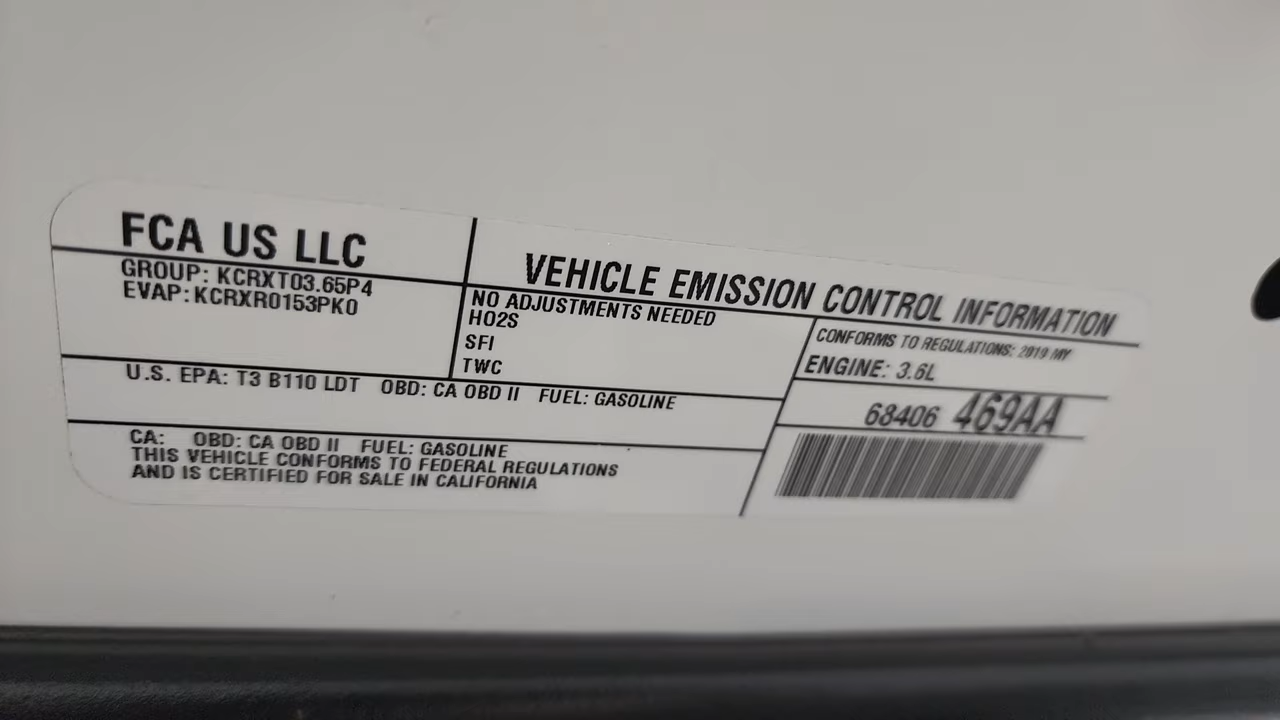 FCA US LLC
VEHICLE EMISSION CONTROL INFORMATION
GROUP: KCRXT03.65P4
EVAP: KCRXR0153PK0
NO ADJUSTMENTS NEEDED
HO2S
SFI
TWC
CONFORMS TO REGULATIONS: 2019 MY
ENGINE: 3.6L
U.S. EPA: T3 B110 LDT OBD: CA OBD II FUEL: GASOLINE
68406 469AA
CA: OBD: CA OBD II FUEL: GASOLINE
THIS VEHICLE CONFORMS TO FEDERAL REGULATIONS
AND IS CERTIFIED FOR SALE IN CALIFORNIA